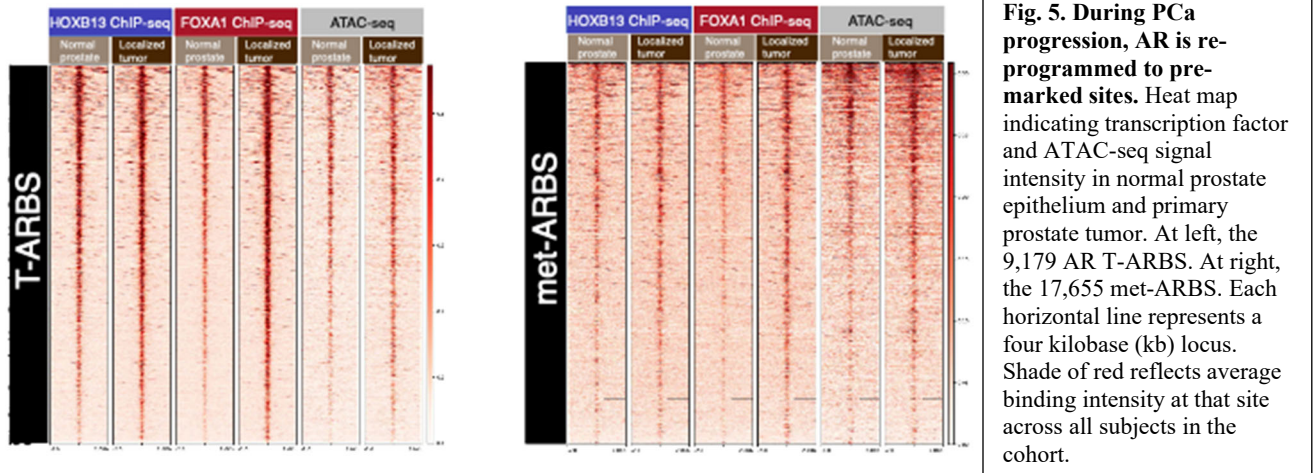 HOXB13 ChIP-seq FOXA1 ChIP-seq ATAC-seq
Normal prostate Localized tumor Normal prostate Localized tumor Normal prostate Localized tumor
T-ARBS
HOXB13 ChIP-seq FOXA1 ChIP-seq ATAC-seq
Normal prostate Localized tumor Normal prostate Localized tumor Normal prostate Localized tumor
met-ARBS
Fig. 5. During PCa
progression, AR is re-
programmed to pre-
marked sites. Heat map
indicating transcription factor
and ATAC-seq signal
intensity in normal prostate
epithelium and primary
prostate tumor. At left, the
9,179 AR T-ARBS. At right,
the 17,655 met-ARBS. Each
horizontal line represents a
four kilobase (kb) locus.
Shade of red reflects average
binding intensity at that site
across all subjects in the
cohort.